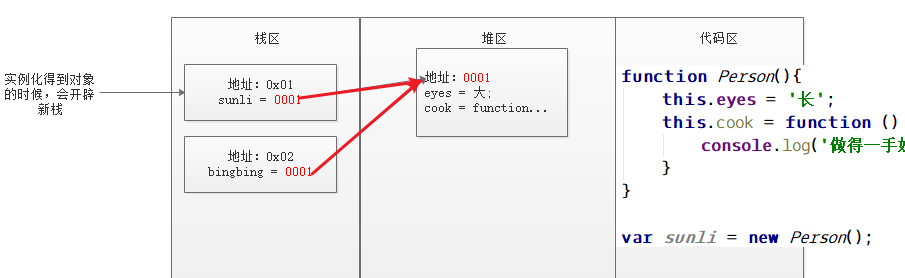 栈区
堆区
代码区
实例化得到对象
的时候，会开辟
新栈
地址：0x01
sunli = 0001
地址：0x02
bingbing = 0001
地址：0001
eyes = 大;
cook = function...
function Person(){
this.eyes = '长';
this.cook = function ()
console.log('做得一手
}
}
var sunli = new Person();